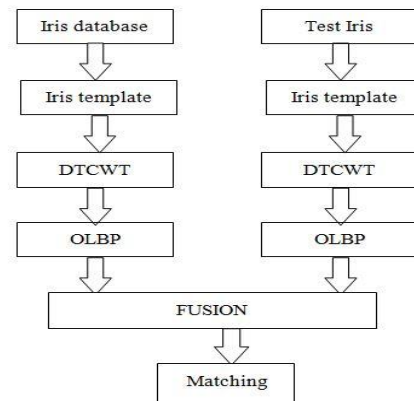 Iris database
Test Iris
Iris template
Iris template
DTCWT
DTCWT
OLBP
OLBP
FUSION
Matching